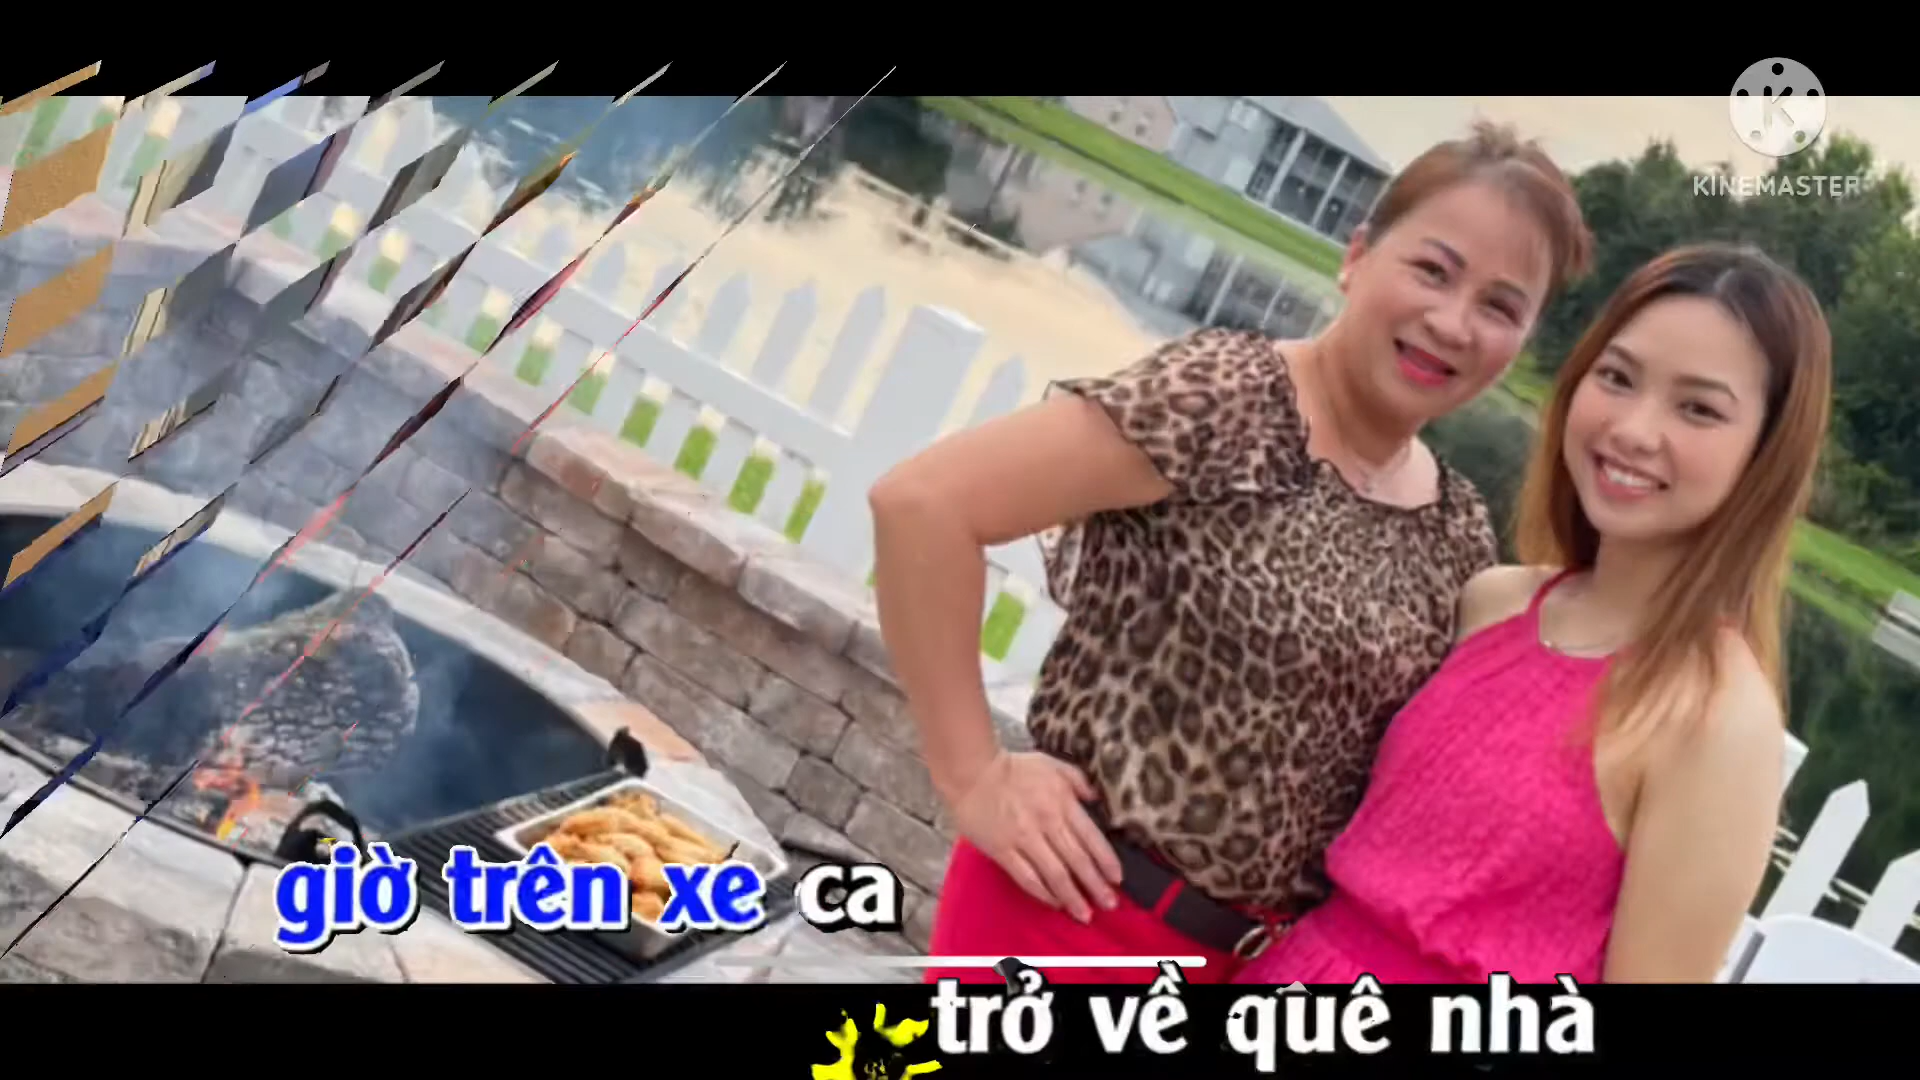 K
KINEMASTER
giờ trên xe ca
trở về quê nhà